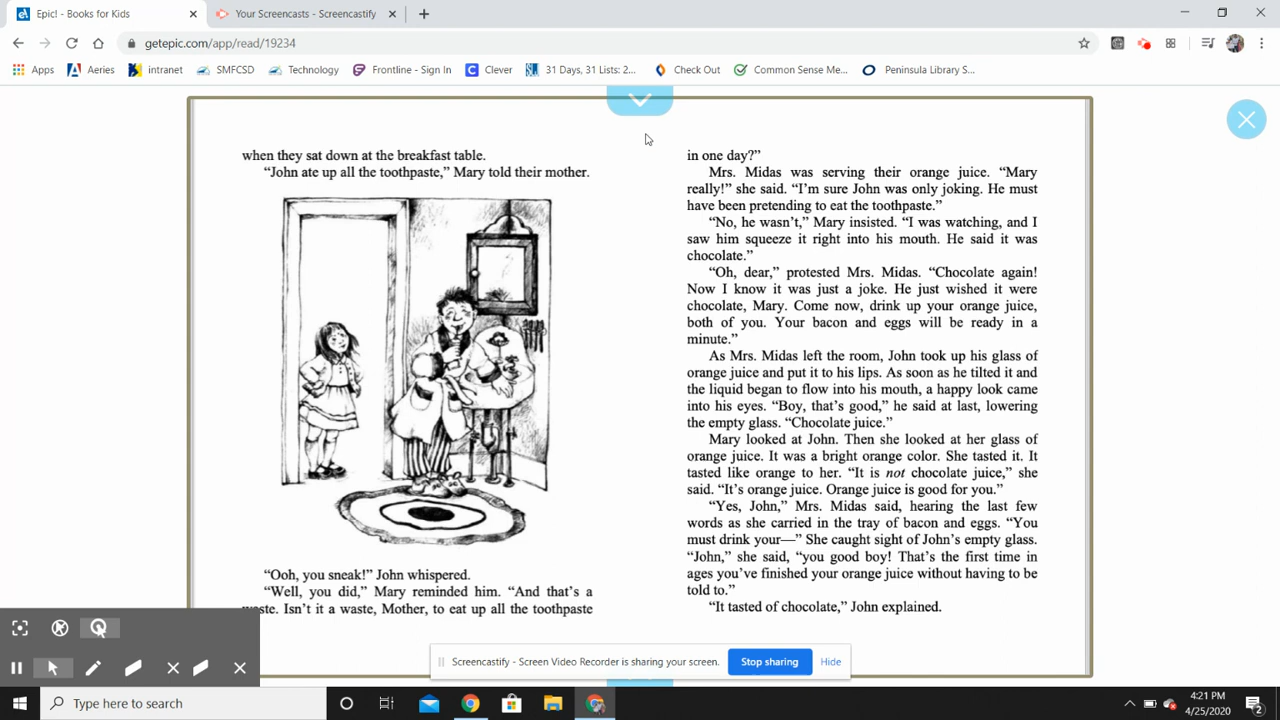 Epic! - Books for Kids
Your Screencasts - Screencastify
getepic.com/app/read/19234
Apps
Aeries
intranet
SMFCSD
Technology
Frontline - Sign In
Clever
31 Days, 31 Lists: 2...
Check Out
Common Sense Me...
Peninsula Library S...
when they sat down at the breakfast table.
“John ate up all the toothpaste,” Mary told their mother.
“Ooh, you sneak!” John whispered.
“Well, you did,” Mary reminded him. “And that’s a
waste. Isn’t it a waste, Mother, to eat up all the toothpaste
in one day?”
Mrs. Midas was serving their orange juice. “Mary
really!” she said. “I’m sure John was only joking. He must
have been pretending to eat the toothpaste.”
“No, he wasn’t,” Mary insisted. “I was watching, and I
saw him squeeze it right into his mouth. He said it was
chocolate.”
“Oh, dear,” protested Mrs. Midas. “Chocolate again!
Now I know it was just a joke. He just wished it were
chocolate, Mary. Come now, drink up your orange juice,
both of you. Your bacon and eggs will be ready in a
minute.”
As Mrs. Midas left the room, John took up his glass of
orange juice and put it to his lips. As soon as he tilted it and
the liquid began to flow into his mouth, a happy look came
into his eyes. “Boy, that’s good,” he said at last, lowering
the empty glass. “Chocolate juice.”
Mary looked at John. Then she looked at her glass of
orange juice. It was a bright orange color. She tasted it. It
tasted like orange to her. “It is not chocolate juice,” she
said. “It’s orange juice. Orange juice is good for you.”
“Yes, John,” Mrs. Midas said, hearing the last few
words as she carried in the tray of bacon and eggs. “You
must drink your—” She caught sight of John’s empty glass.
“John,” she said, “you good boy! That’s the first time in
ages you’ve finished your orange juice without having to be
told to.”
“It tasted of chocolate,” John explained.
Screencastify - Screen Video Recorder is sharing your screen.
Stop sharing
Hide
Type here to search
4:21 PM
4/25/2020
2